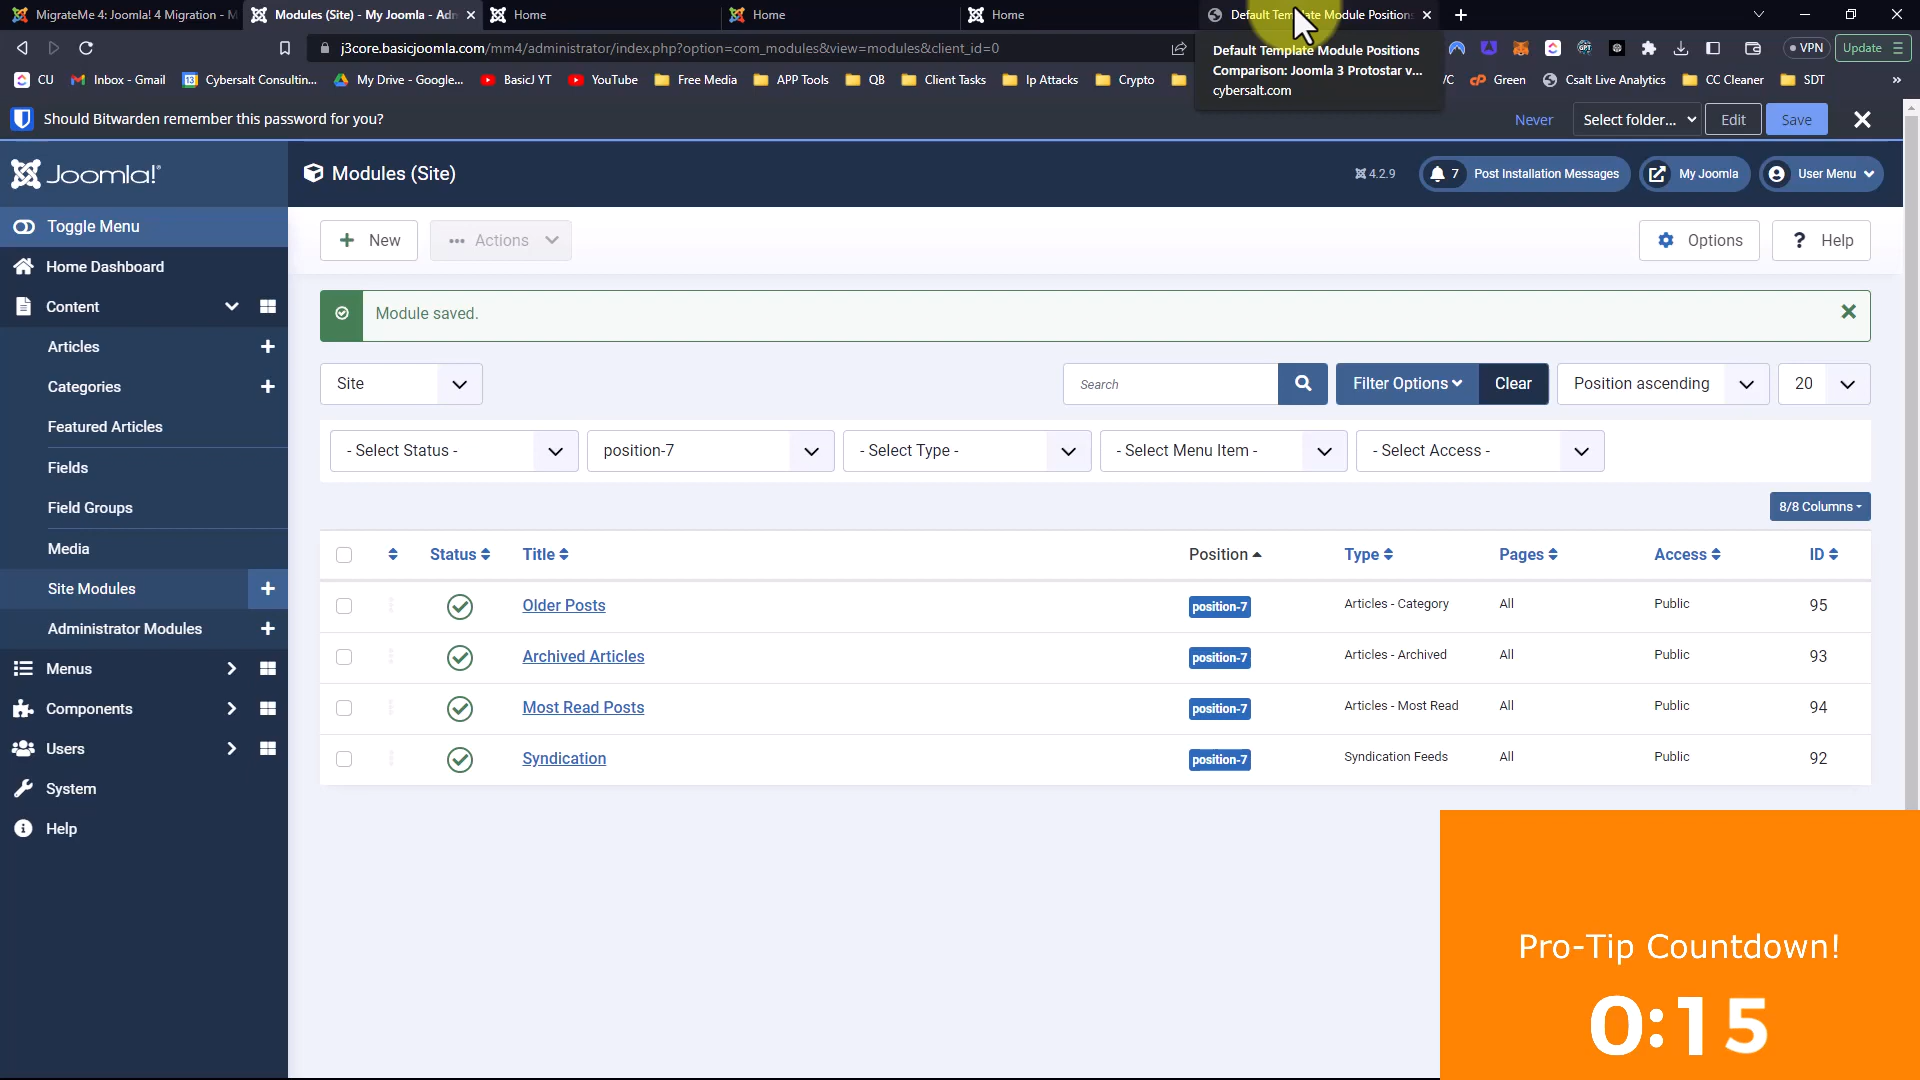 MigrateMe 4: Joomla! 4 Migration - M
Modules (Site) - My Joomla - Adm
Home
Home
Home
Default Template Module Positions
j3core.basicjoomla.com/mm4/administrator/index.php?option=com_modules&view=modules&client_id=0
VPN
Update
Default Template Module Positions
Comparison: Joomla 3 Protostar v...
cybersalt.com
CU
Inbox - Gmail
Cybersalt Consultin...
My Drive - Google...
BasicJ YT
YouTube
Free Media
APP Tools
QB
Client Tasks
Ip Attacks
Crypto
Green
Csalt Live Analytics
CC Cleaner
SDT
»
Should Bitwarden remember this password for you?
Never
Select folder...
Edit
Save
Joomla!
Modules (Site)
4.2.9
7
Post Installation Messages
My Joomla
User Menu
Toggle Menu
New
Actions
Options
Help
Home Dashboard
Content
Module saved.
Articles
Site
Search
Filter Options
Clear
Position ascending
20
Categories
Featured Articles
- Select Status -
position-7
- Select Type -
- Select Menu Item -
- Select Access -
Fields
Field Groups
8/8 Columns
Media
Status
Title
Position
Type
Pages
Access
ID
Site Modules
Older Posts
position-7
Articles - Category
All
Public
95
Administrator Modules
Archived Articles
position-7
Articles - Archived
All
Public
93
Menus
Components
Most Read Posts
position-7
Articles - Most Read
All
Public
94
Users
Syndication
position-7
Syndication Feeds
All
Public
92
System
Help
Pro-Tip Countdown!
0:15